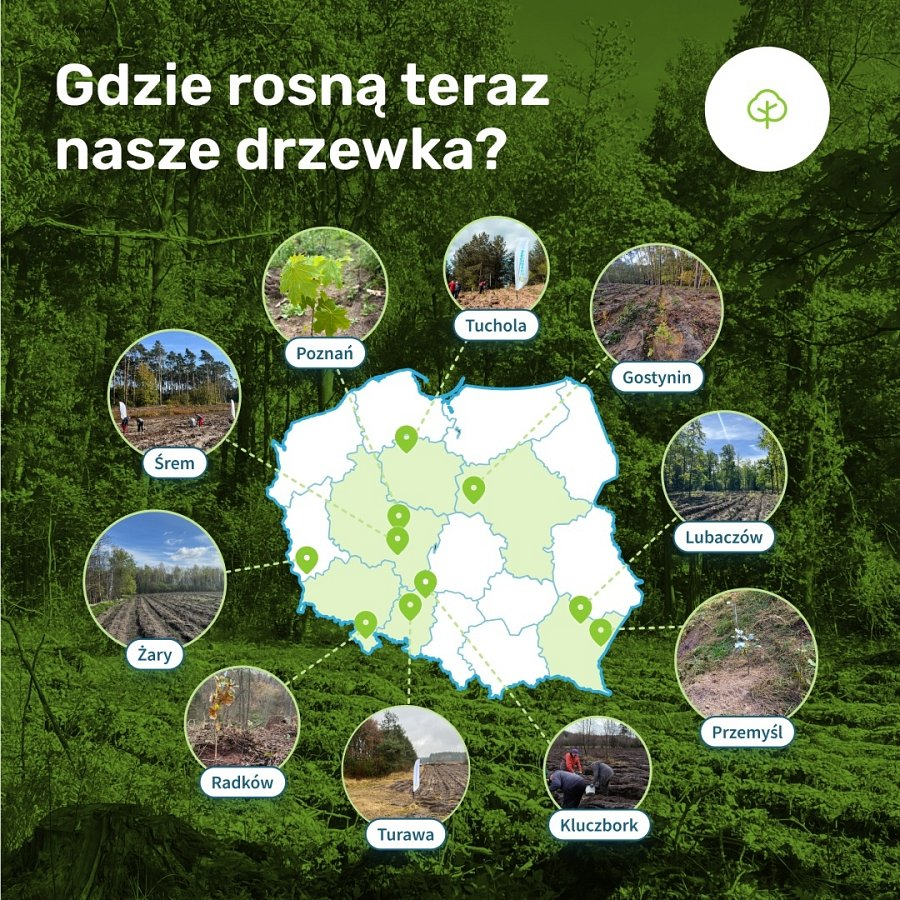 Gdzie rosną teraz
nasze drzewka?
Tuchola
Poznań
Gostynin
Śrem
Lubaczów
Żary
Przemyśl
Radków
Kluczbork
Turawa